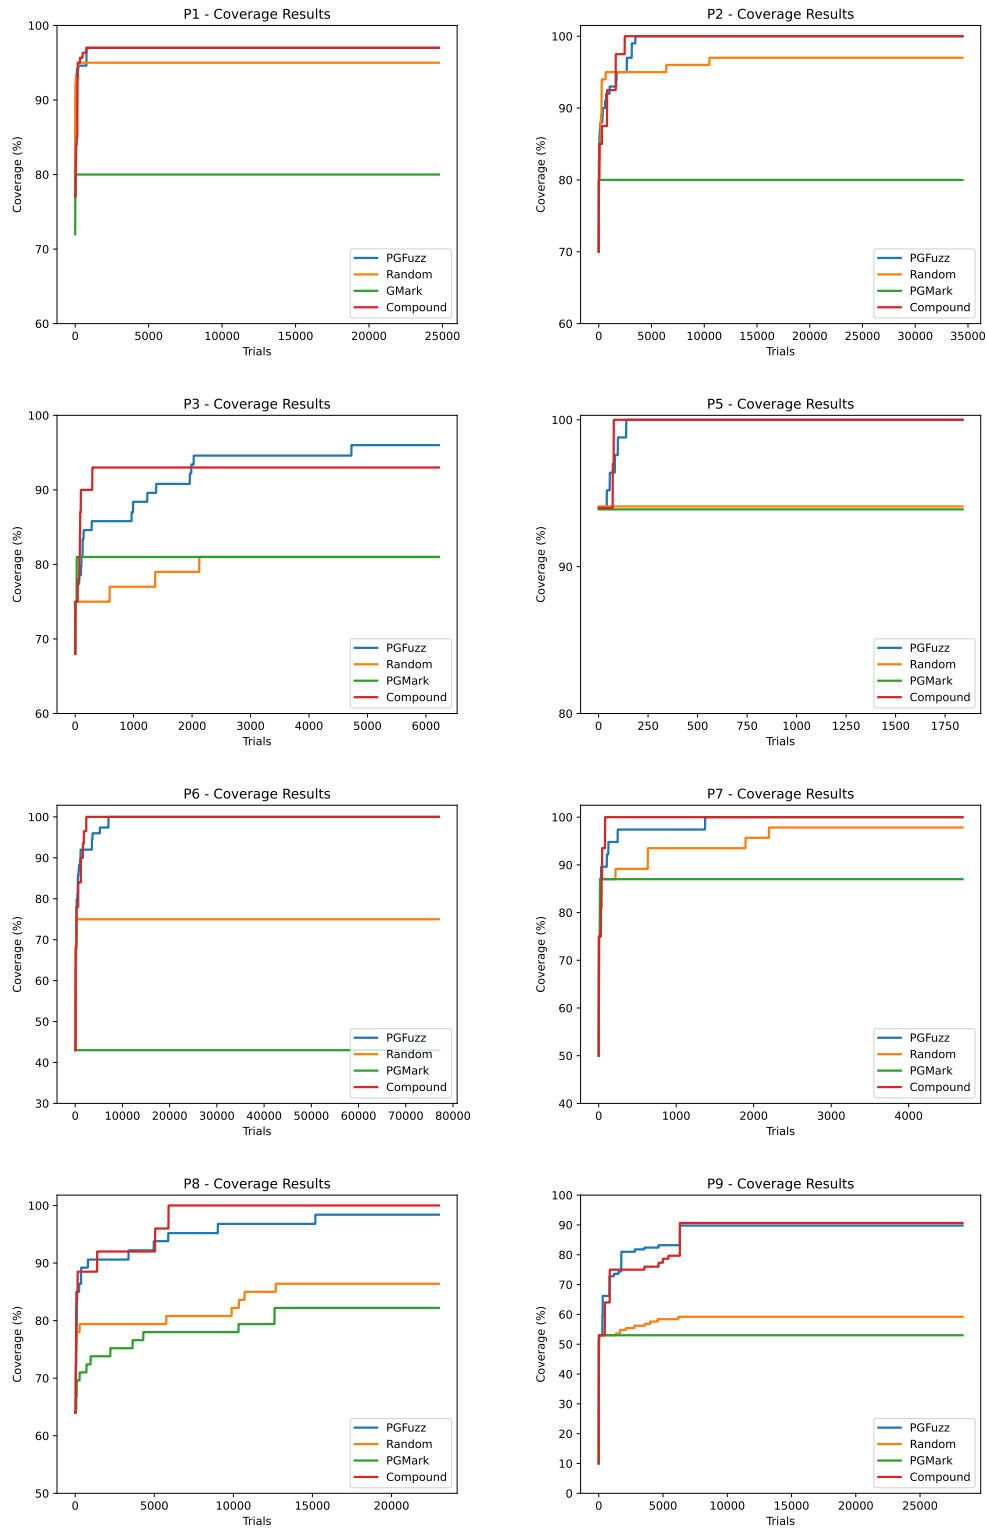 P1 - Coverage Results
100
90
80
70
60
Coverage (%)
0 5000 10000 15000 20000 25000
Trials
PGFuzz
Random
GMark
Compound
P2 - Coverage Results
100
90
80
70
60
Coverage (%)
0 5000 10000 15000 20000 25000 30000 35000
Trials
PGFuzz
Random
PGMark
Compound
P3 - Coverage Results
100
90
80
70
60
Coverage (%)
0 1000 2000 3000 4000 5000 6000
Trials
PGFuzz
Random
PGMark
Compound
P5 - Coverage Results
100
90
80
Coverage (%)
0 250 500 750 1000 1250 1500 1750
Trials
PGFuzz
Random
PGMark
Compound
P6 - Coverage Results
100
90
80
70
60
50
40
30
Coverage (%)
0 10000 20000 30000 40000 50000 60000 70000 80000
Trials
PGFuzz
Random
PGMark
Compound
P7 - Coverage Results
100
90
80
70
60
50
40
Coverage (%)
0 1000 2000 3000 4000
Trials
PGFuzz
Random
PGMark
Compound
P8 - Coverage Results
100
90
80
70
60
50
Coverage (%)
0 5000 10000 15000 20000
Trials
PGFuzz
Random
PGMark
Compound
P9 - Coverage Results
100
90
80
70
60
50
40
30
20
10
0
Coverage (%)
0 5000 10000 15000 20000 25000
Trials
PGFuzz
Random
PGMark
Compound